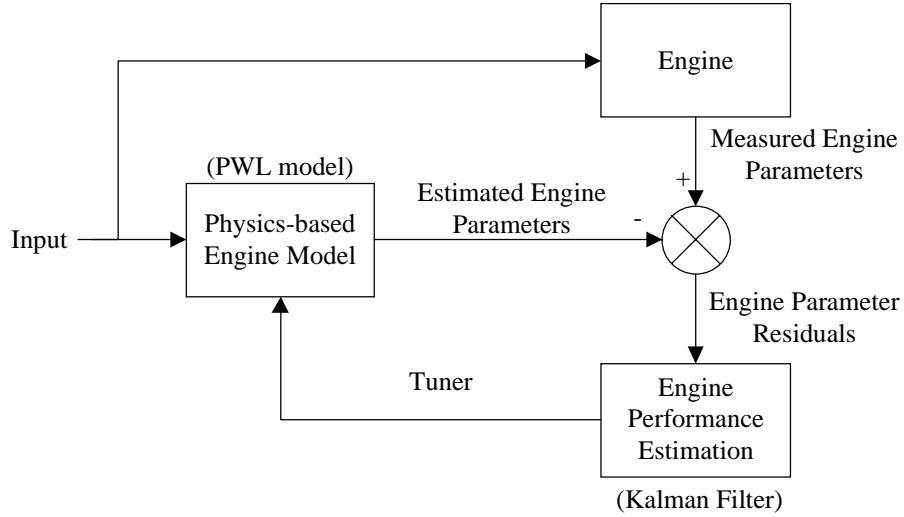 Engine
Measured Engine
Parameters
(PWL model)
+
Estimated Engine
Parameters
-
Physics-based
Engine Model
Input
Engine Parameter
Residuals
Tuner
Engine
Performance
Estimation
(Kalman Filter)